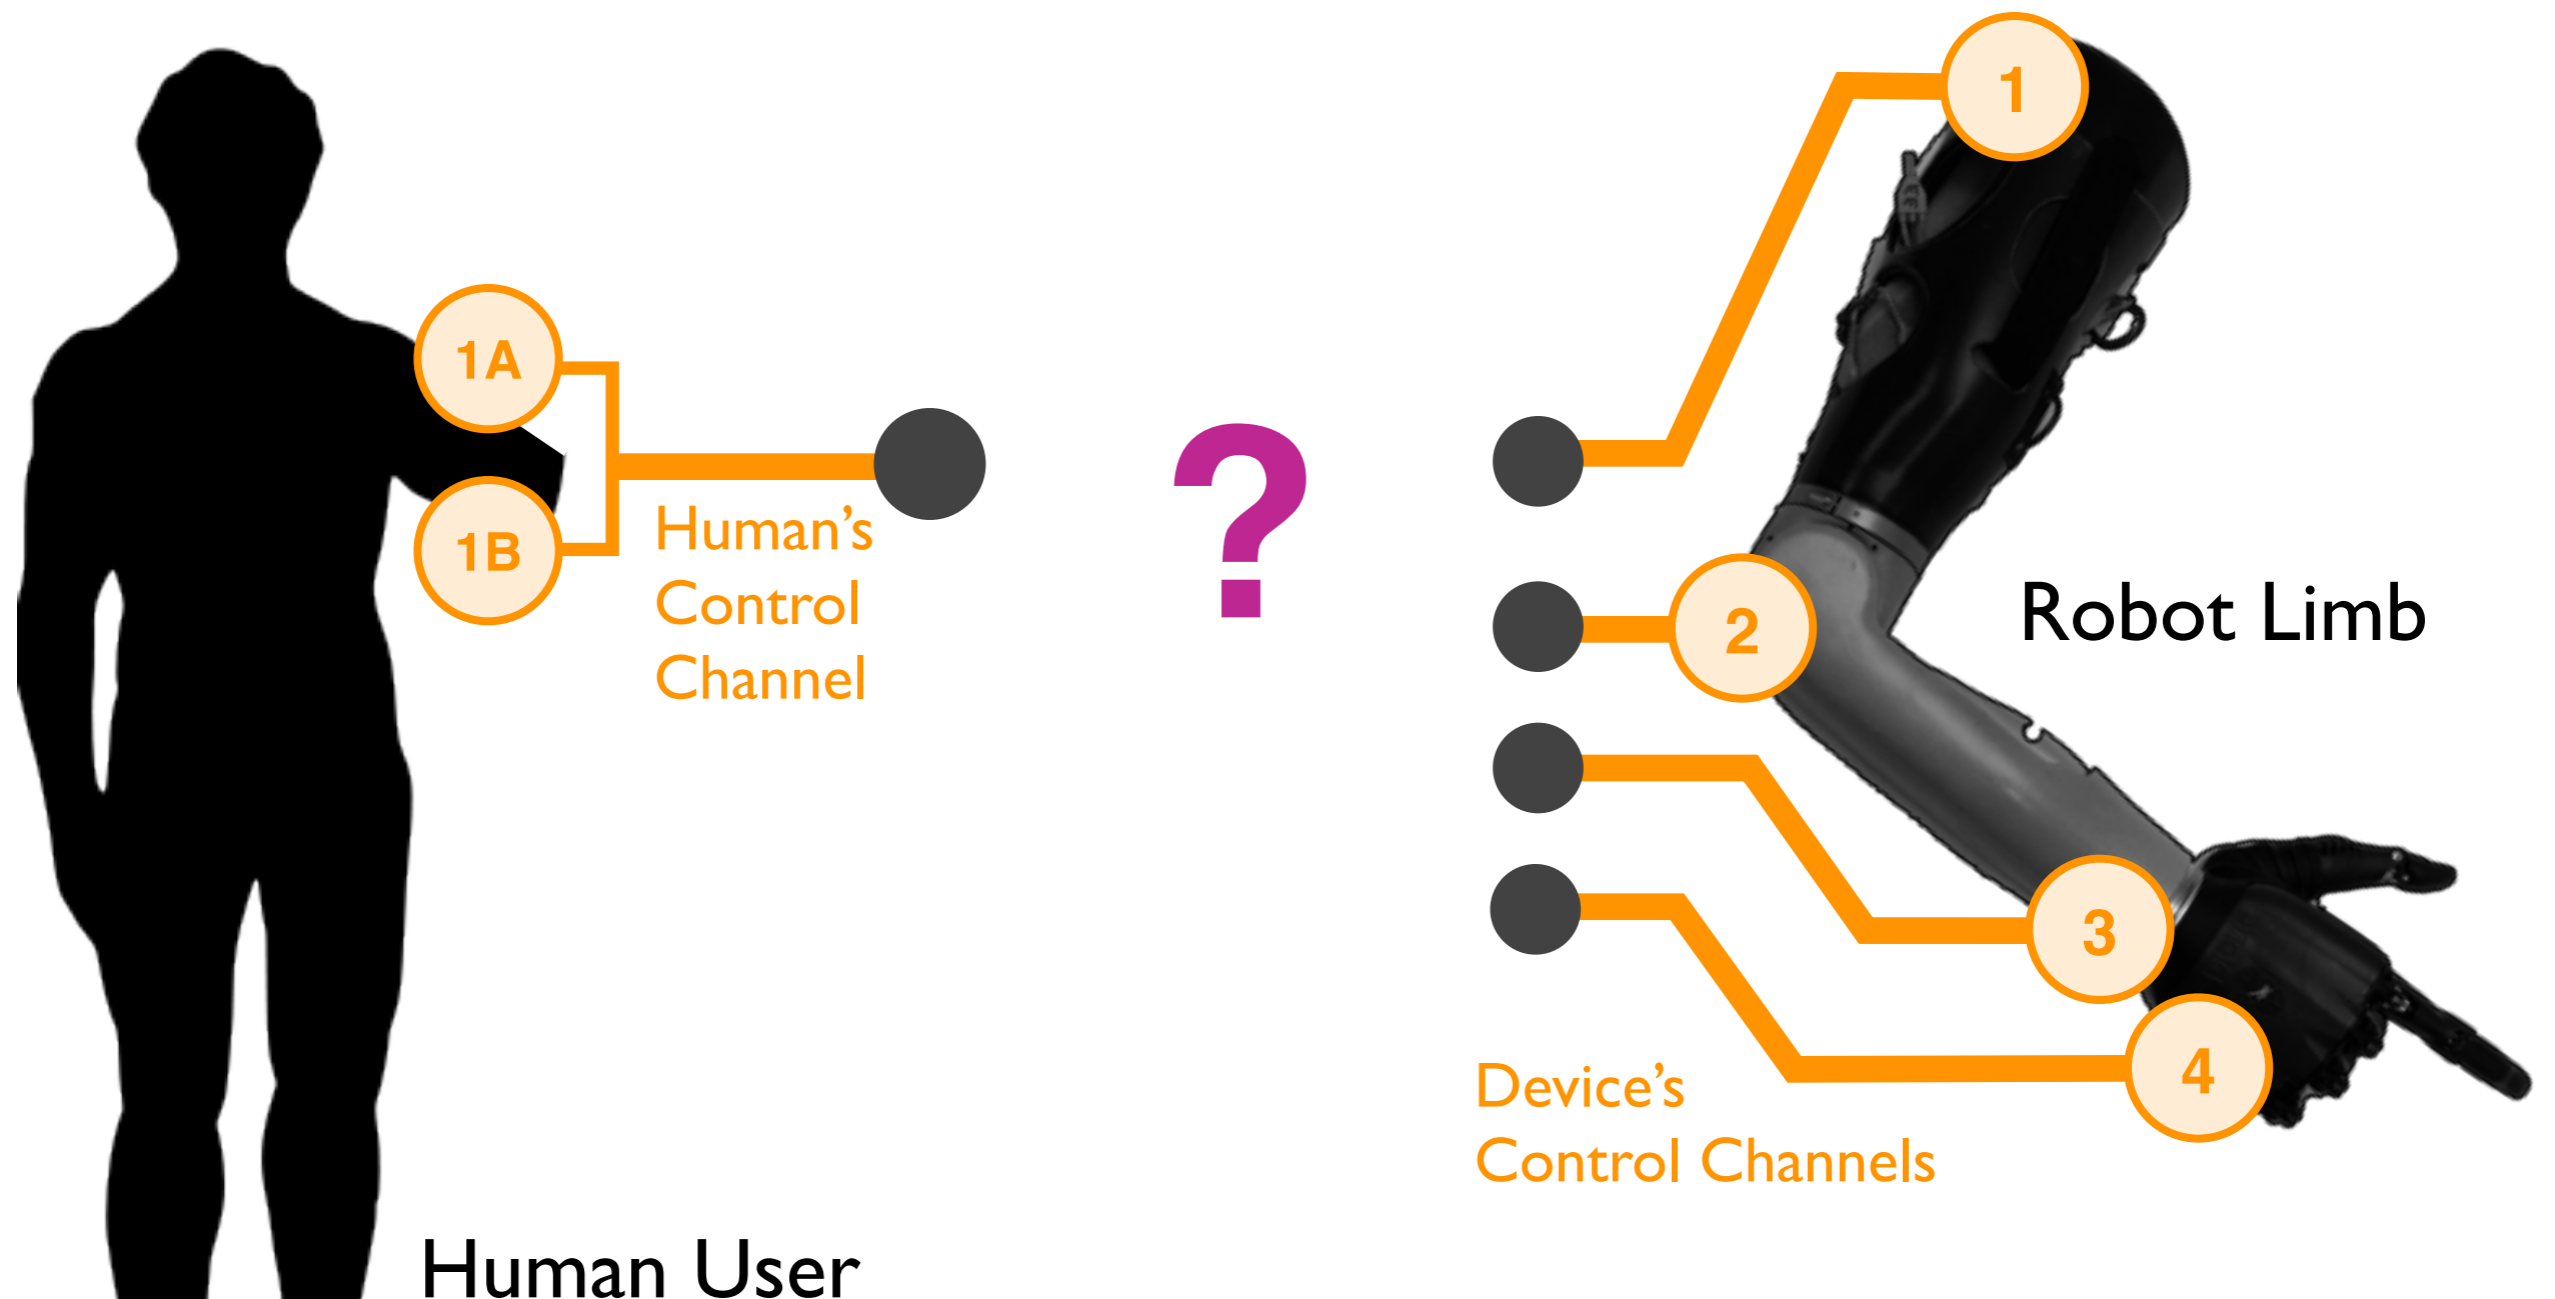 1
1A
1B
Human’s
Control
Channel
?
2
Robot Limb
3
4
Device’s
Control Channels
Human User